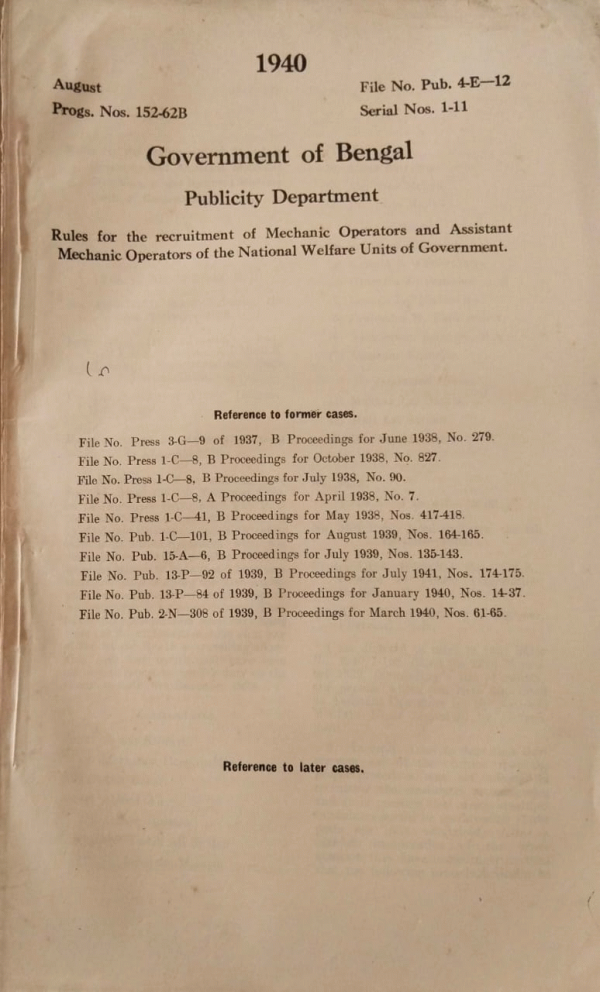 1940
August File No. Pub. 4-E—12
Progs. Nos. 152-62B Serial Nos. 1-11
Government of Bengal
Publicity Department
Rules for the recruitment of Mechanic Operators and Assistant
Mechanic Operators of the National Welfare Units of Government.
Reference to former cases.
File No. Press 3-G—9 of 1937, B Proceedings for June 1938, No. 279.
File No. Press 1-C—8, B Proceedings for October 1938, No. 827.
File No. Press 1-C—8, B Proceedings for July 1938, No. 90.
File No. Press 1-C—8, A Proceedings for April 1938, No. 7.
File No. Press 1-C—41, B Proceedings for May 1938, Nos. 417-418.
File No. Pub. 1-C—101, B Proceedings for August 1939, Nos. 164-165.
File No. Pub. 15-A—6, B Proceedings for July 1939, Nos. 135-143.
File No. Pub. 13-P—92 of 1939, B Proceedings for July 1941, Nos. 174-175.
File No. Pub. 13-P—84 of 1939, B Proceedings for January 1940, Nos. 14-37.
File No. Pub. 2-N—308 of 1939, B Proceedings for March 1940, Nos. 61-65.
Reference to later cases.